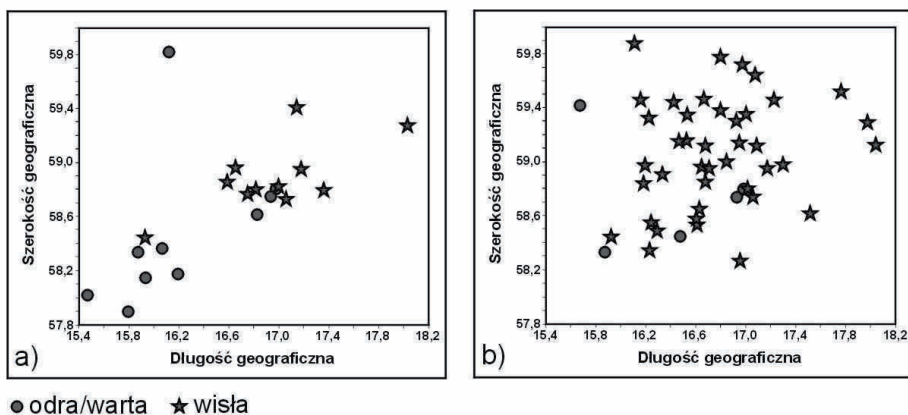 Szerokość geograficzna
59,8
59,4
59,0
58,6
58,2
57,8
15,4 15,8 16,2 16,6 17,0 17,4 17,8 18,2
a)
Długość geograficzna
Szerokość geograficzna
59,8
59,4
59,0
58,6
58,2
57,8
15,4 15,8 16,2 16,6 17,0 17,4 17,8 18,2
b)
Długość geograficzna
odra/warta wisła